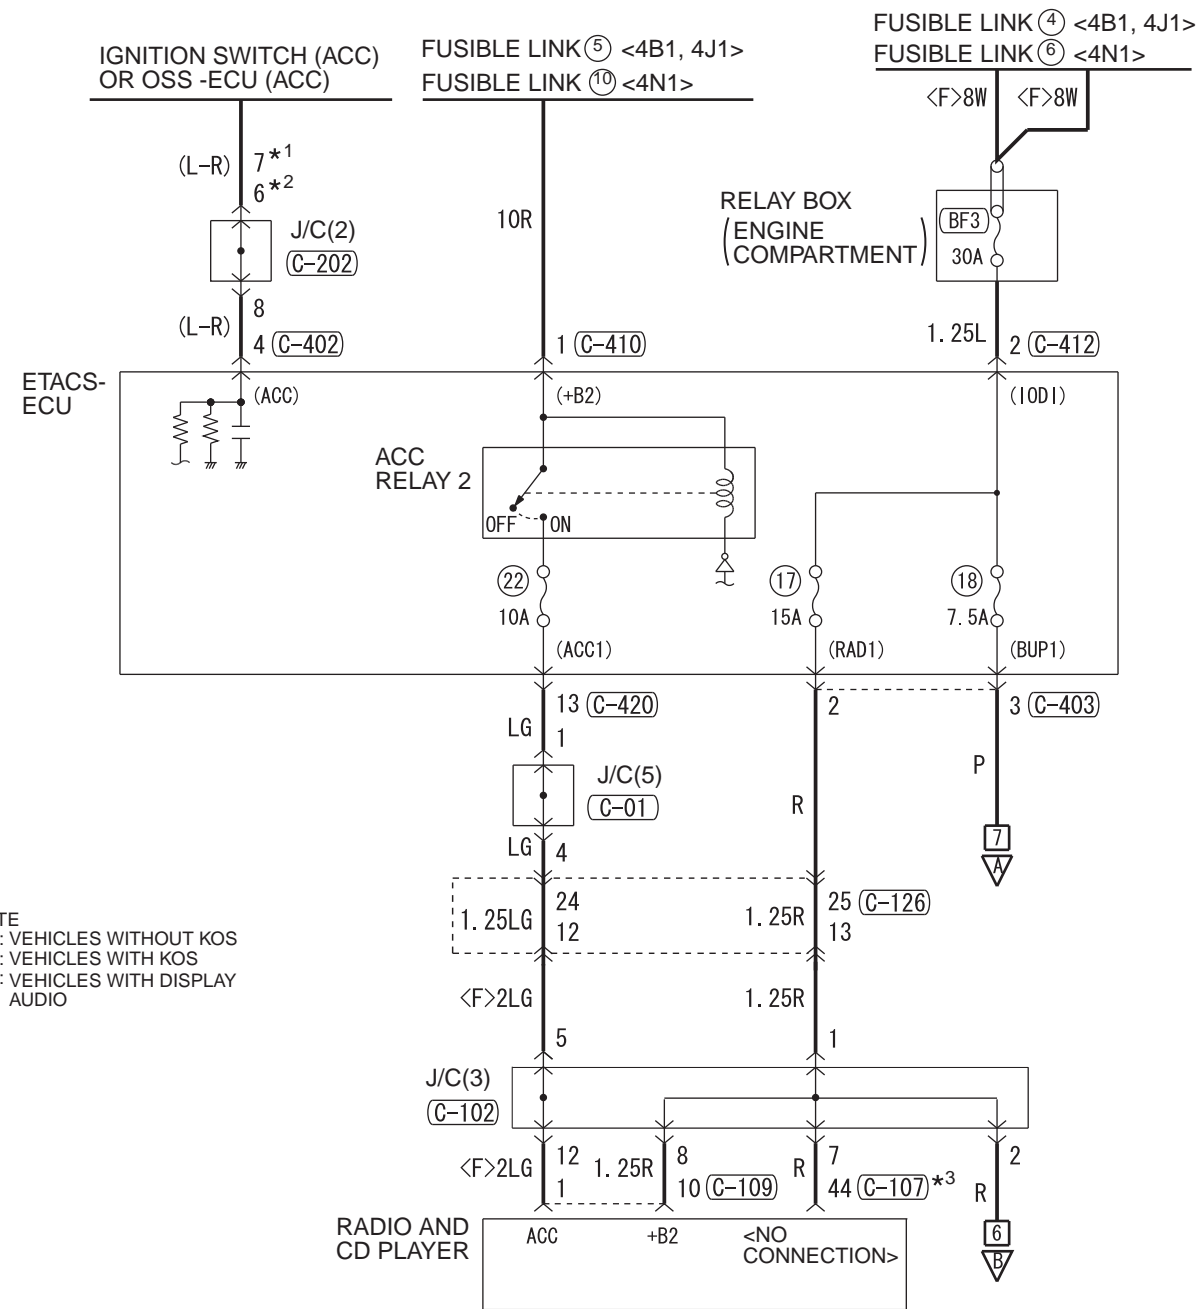 FUSIBLE LINK ④ <4B1, 4J1>
FUSIBLE LINK ⑥ <4N1>
IGNITION SWITCH (ACC)
OR OSS -ECU (ACC)
FUSIBLE LINK ⑤ <4B1, 4J1>
FUSIBLE LINK ⑩ <4N1>
<F>8W <F>8W
(L-R) 7*1
6*2
10R
RELAY BOX
(ENGINE
COMPARTMENT)
BF3
30A
J/C(2)
C-202
8
(L-R)
4 C-402
1 C-410
1.25L
2 C-412
ETACS-
ECU
(ACC)
(+B2)
(IODI)
ACC
RELAY 2
OFF ON
22
10A
17
15A
18
7.5A
(ACC1)
(RAD1)
(BUP1)
13 C-420
2
3 C-403
LG
1
P
J/C(5)
C-01
R
LG 4
7
A
1.25LG
24
12
1.25R
25 C-126
13
TE
: VEHICLES WITHOUT KOS
: VEHICLES WITH KOS
: VEHICLES WITH DISPLAY
AUDIO
<F>2LG
1.25R
5
1
J/C(3)
C-102
<F>2LG
12
1
1.25R
8
10 C-109
R
7
44 C-107 *3
2
R
6
B
RADIO AND
CD PLAYER
ACC
+B2
<NO
CONNECTION>